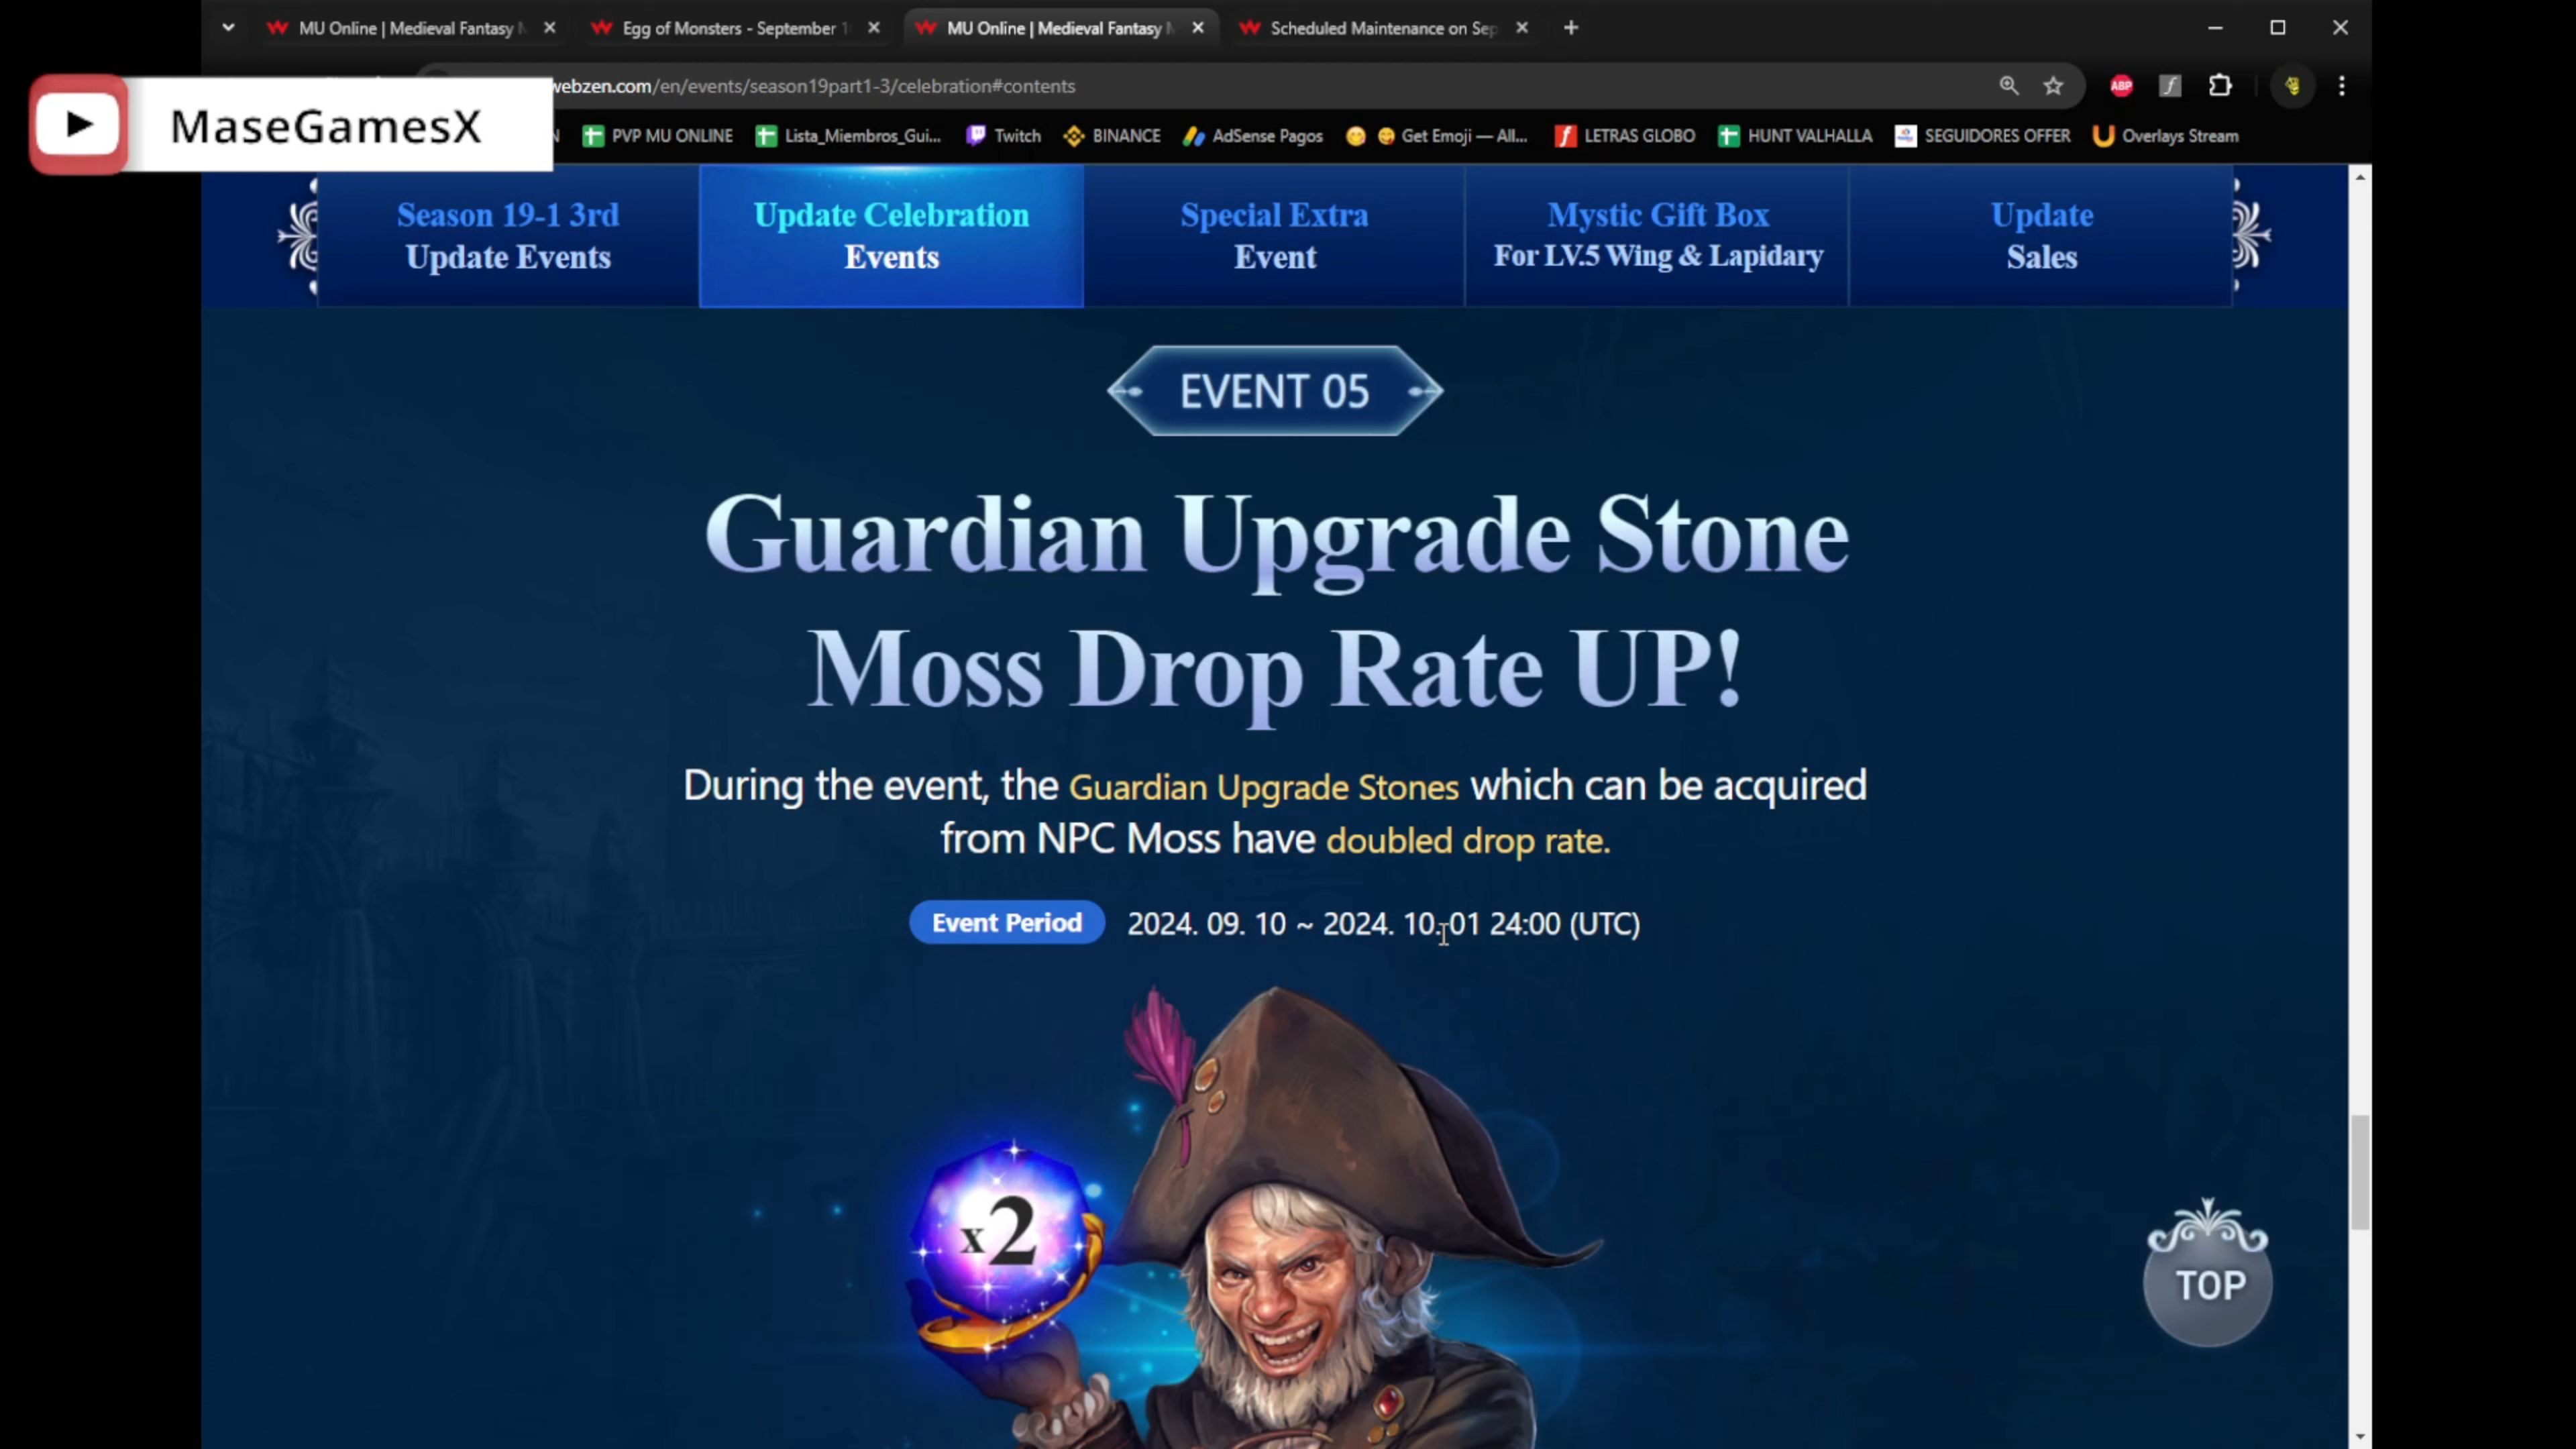 MU Online | Medieval Fantasy
Egg of Monsters - September 1
MU Online | Medieval Fantasy
Scheduled Maintenance on Sep
webzen.com/en/events/season19part1-3/celebration#contents
ABP
MaseGamesX
PVP MU ONLINE
Lista_Miembros_Gui...
Twitch
BINANCE
AdSense Pagos
Get Emoji — All...
LETRAS GLOBO
HUNT VALHALLA
SEGUIDORES OFFER
Overlays Stream
Season 19-1 3rd
Update Events
Update Celebration
Events
Special Extra
Event
Mystic Gift Box
For LV.5 Wing & Lapidary
Update
Sales
EVENT 05
Guardian Upgrade Stone
Moss Drop Rate UP!
During the event, the Guardian Upgrade Stones which can be acquired
from NPC Moss have doubled drop rate.
Event Period 2024. 09. 10 ~ 2024. 10. 01 24:00 (UTC)
x2
TOP